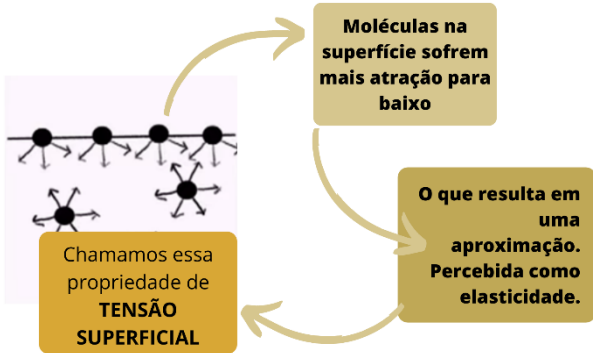 Moléculas na
superfície sofrem
mais atração para
baixo
O que resulta em
uma
aproximação.
Percebida como
elasticidade.
Chamamos essa
propriedade de
TENSÃO
SUPERFICIAL